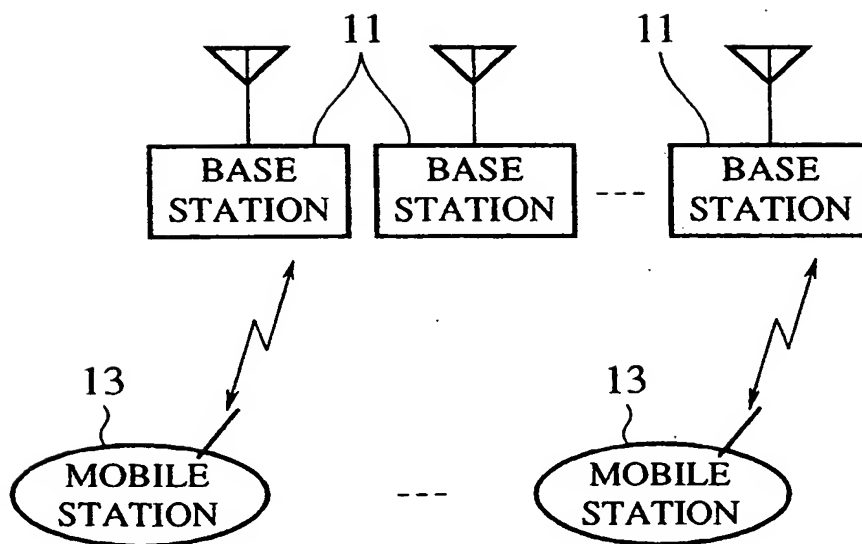 11 11
BASE BASE BASE
STATION STATION --- STATION
13 13
MOBILE MOBILE
STATION --- STATION